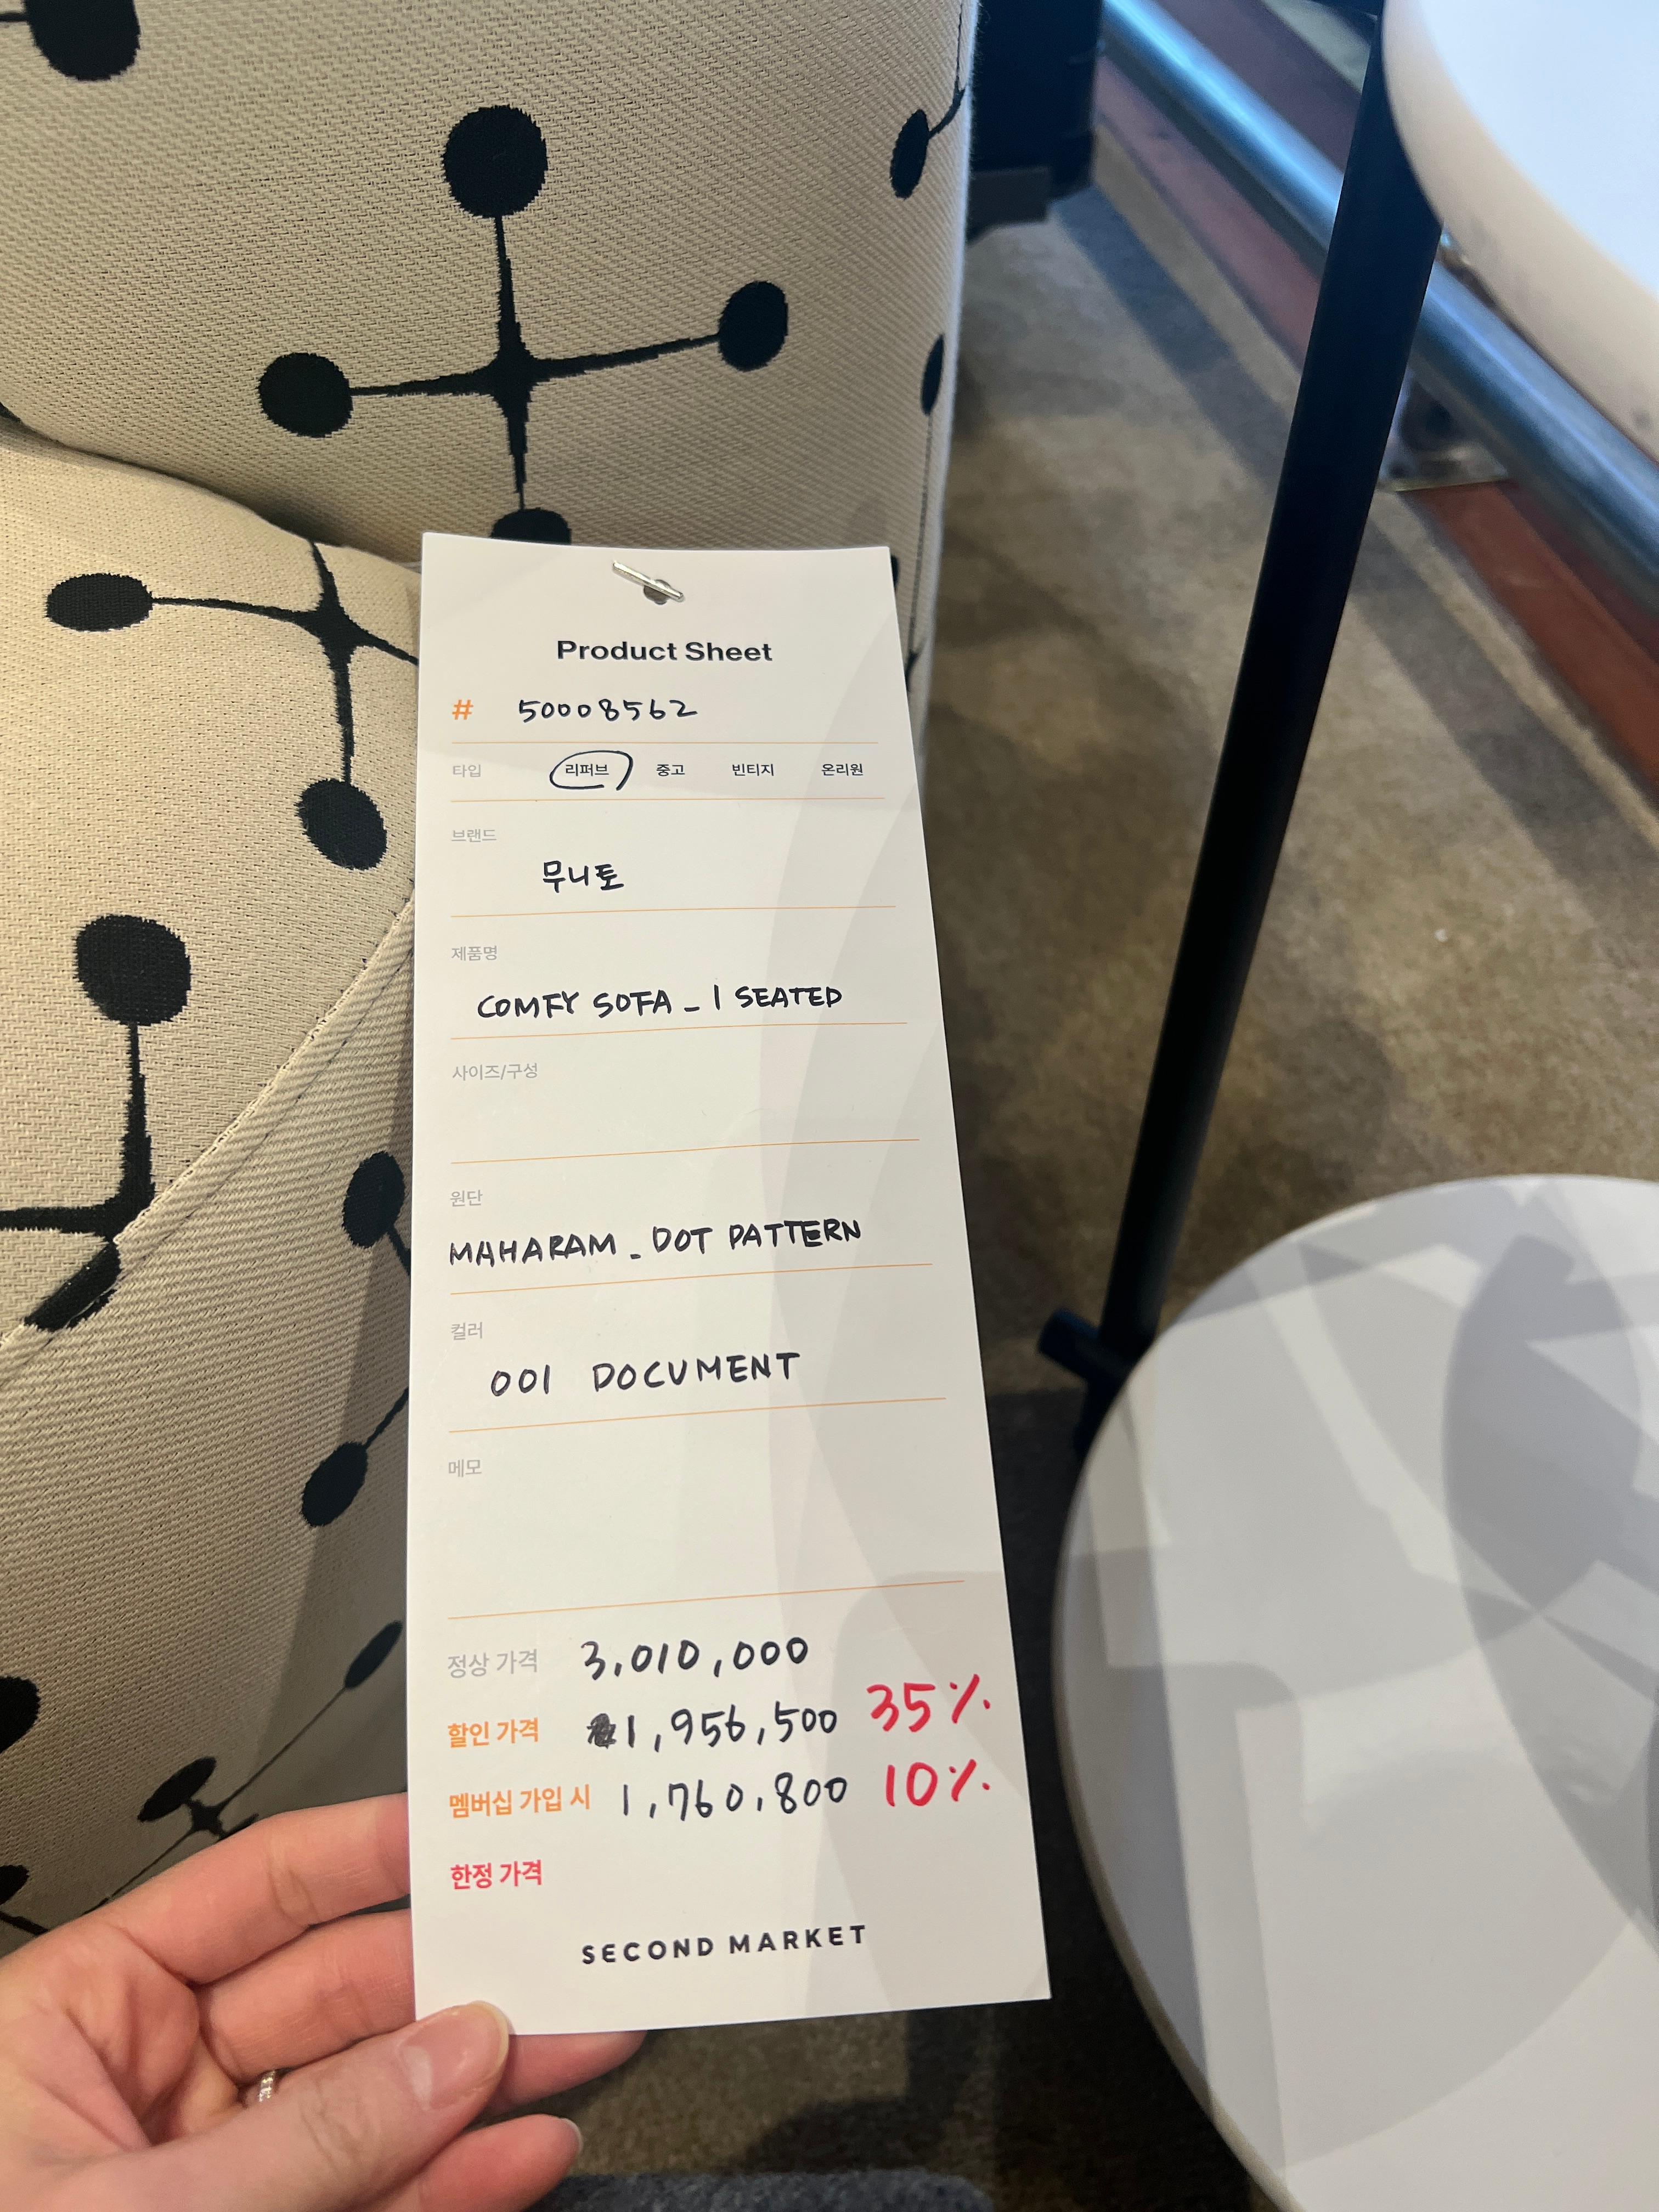 Product Sheet
# 50008562
타입 리퍼브 중고 빈티지 온리원
브랜드
무니토
제품명
COMFY SOFA _ 1 SEATED
사이즈/구성
원단
MAHARAM _ DOT PATTERN
컬러
001 DOCUMENT
메모
정상 가격 3,010,000
할인 가격 1,956,500 35%
멤버십 가입 시 1,760,800 10%
한정 가격
SECOND MARKET